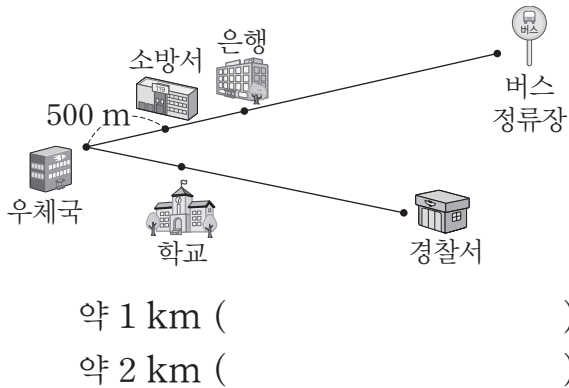 은행
소방서
119
버스
버스
정류장
500 m
우체국
학교
경찰서
약 1 km ( )
약 2 km ( )